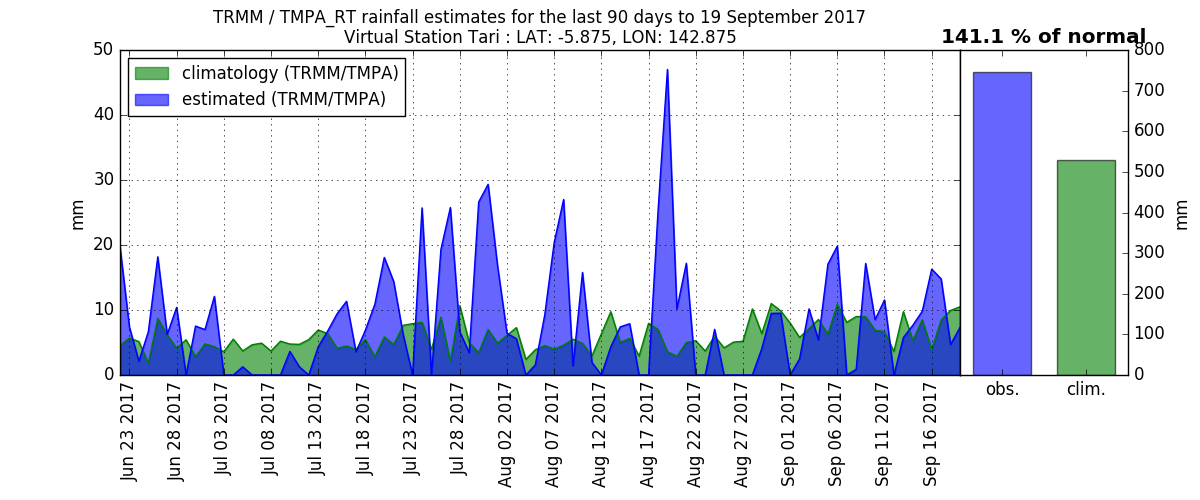 TRMM / TMPA_RT rainfall estimates for the last 90 days to 19 September 2017
Virtual Station Tari : LAT: -5.875, LON: 142.875
141.1 % of normal
climatology (TRMM/TMPA)
estimated (TRMM/TMPA)
50
40
30
20
10
0
mm
Jun 23 2017
Jun 28 2017
Jul 03 2017
Jul 08 2017
Jul 13 2017
Jul 18 2017
Jul 23 2017
Jul 28 2017
Aug 02 2017
Aug 07 2017
Aug 12 2017
Aug 17 2017
Aug 22 2017
Aug 27 2017
Sep 01 2017
Sep 06 2017
Sep 11 2017
Sep 16 2017
obs.
clim.
800
700
600
500
400
300
200
100
0
mm